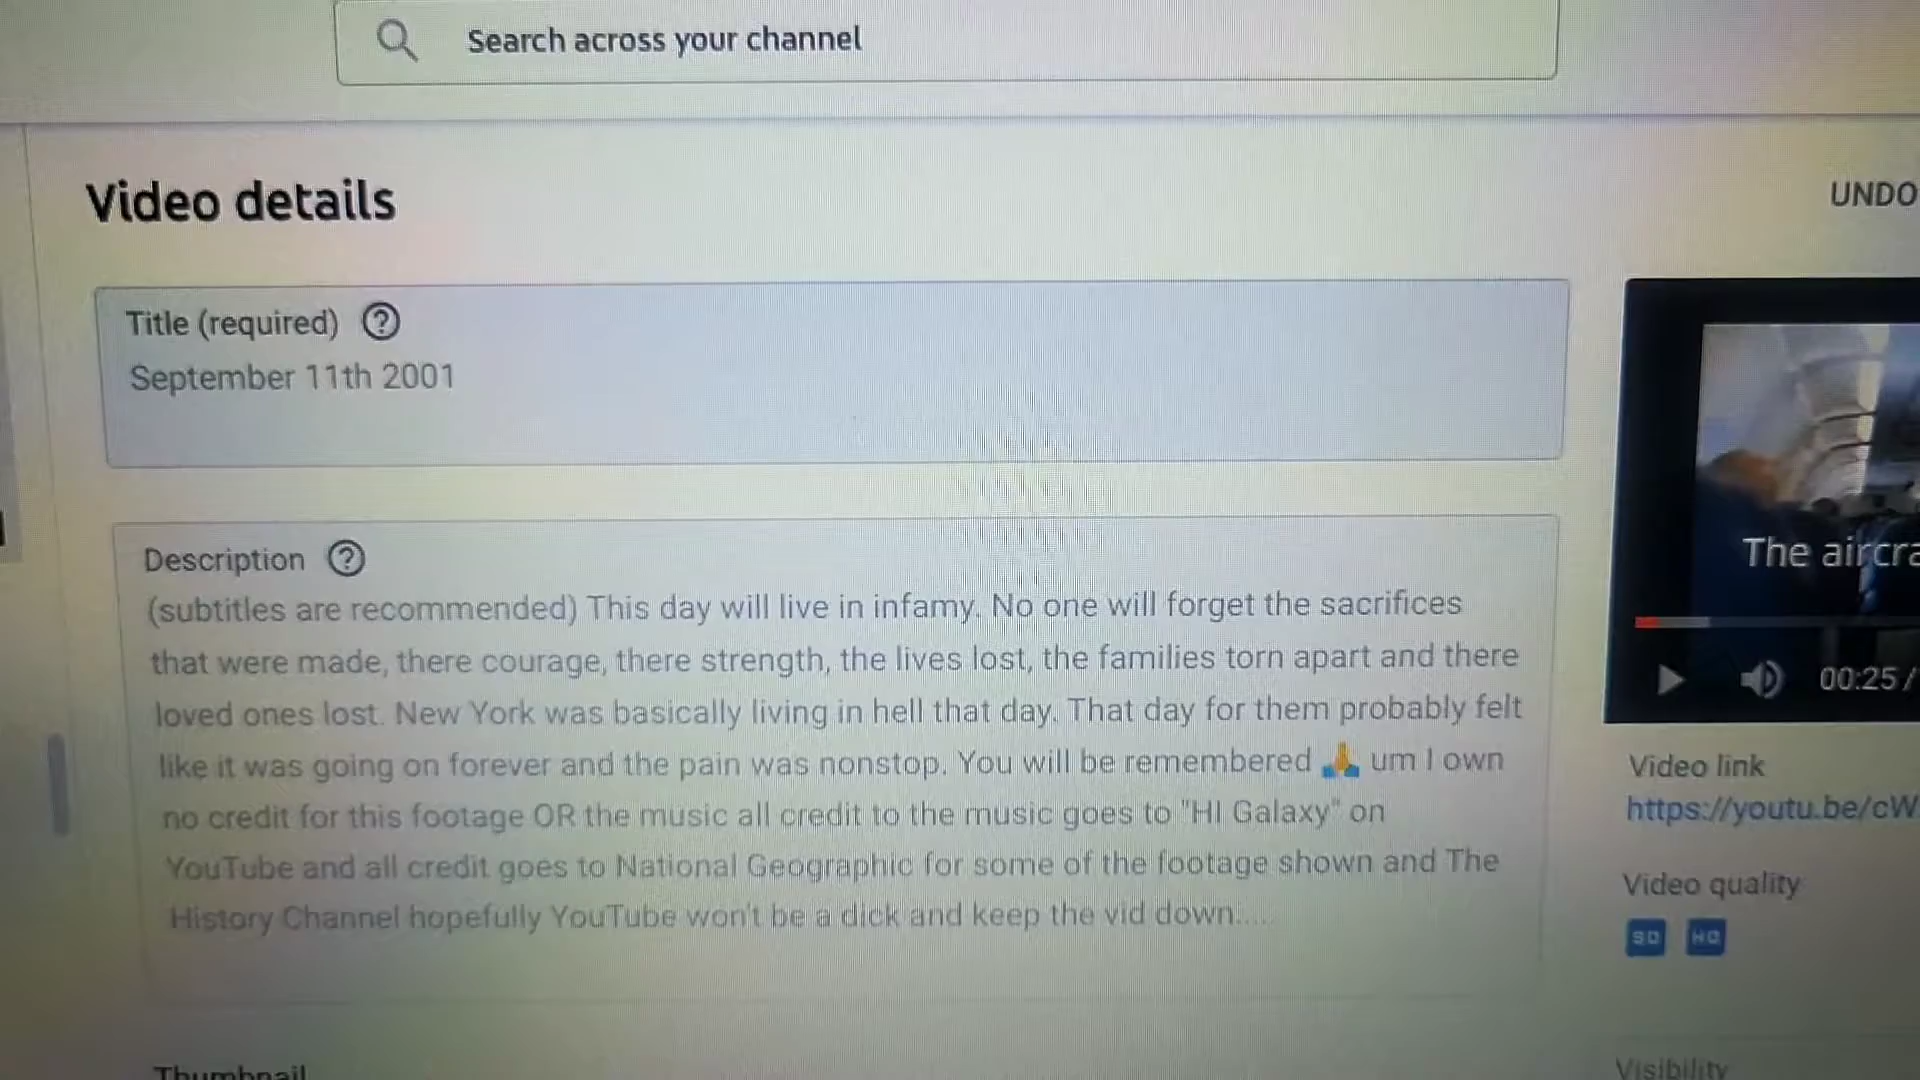 Search across your channel
Video details
UNDO
Title (required)
September 11th 2001
Description
(subtitles are recommended) This day will live in infamy. No one will forget the sacrifices
that were made, there courage, there strength, the lives lost, the families torn apart and there
loved ones lost. New York was basically living in hell that day. That day for them probably felt
like it was going on forever and the pain was nonstop. You will be remembered 🙏 um I own
no credit for this footage OR the music all credit to the music goes to "HI Galaxy" on
YouTube and all credit goes to National Geographic for some of the footage shown and The
History Channel hopefully YouTube won't be a dick and keep the vid down....
Thumbnail
The aircra
00:25 /
Video link
https://youtu.be/cW
Video quality
SD HD
Visibility